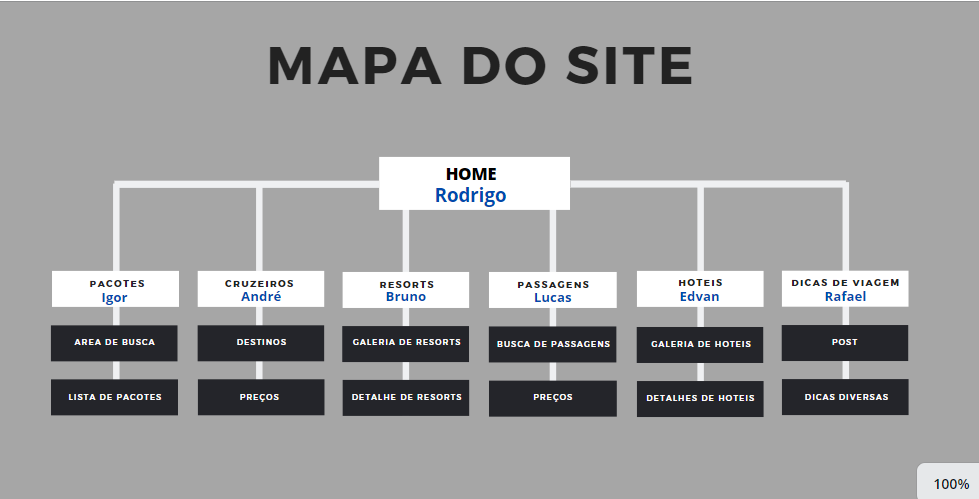 MAPA DO SITE
HOME
Rodrigo
PACOTES
Igor
AREA DE BUSCA
LISTA DE PACOTES
CRUZEIROS
André
DESTINOS
PREÇOS
RESORTS
Bruno
GALERIA DE RESORTS
DETALHE DE RESORTS
PASSAGENS
Lucas
BUSCA DE PASSAGENS
PREÇOS
HOTEIS
Edvan
GALERIA DE HOTEIS
DETALHES DE HOTEIS
DICAS DE VIAGEM
Rafael
POST
DICAS DIVERSAS
100%